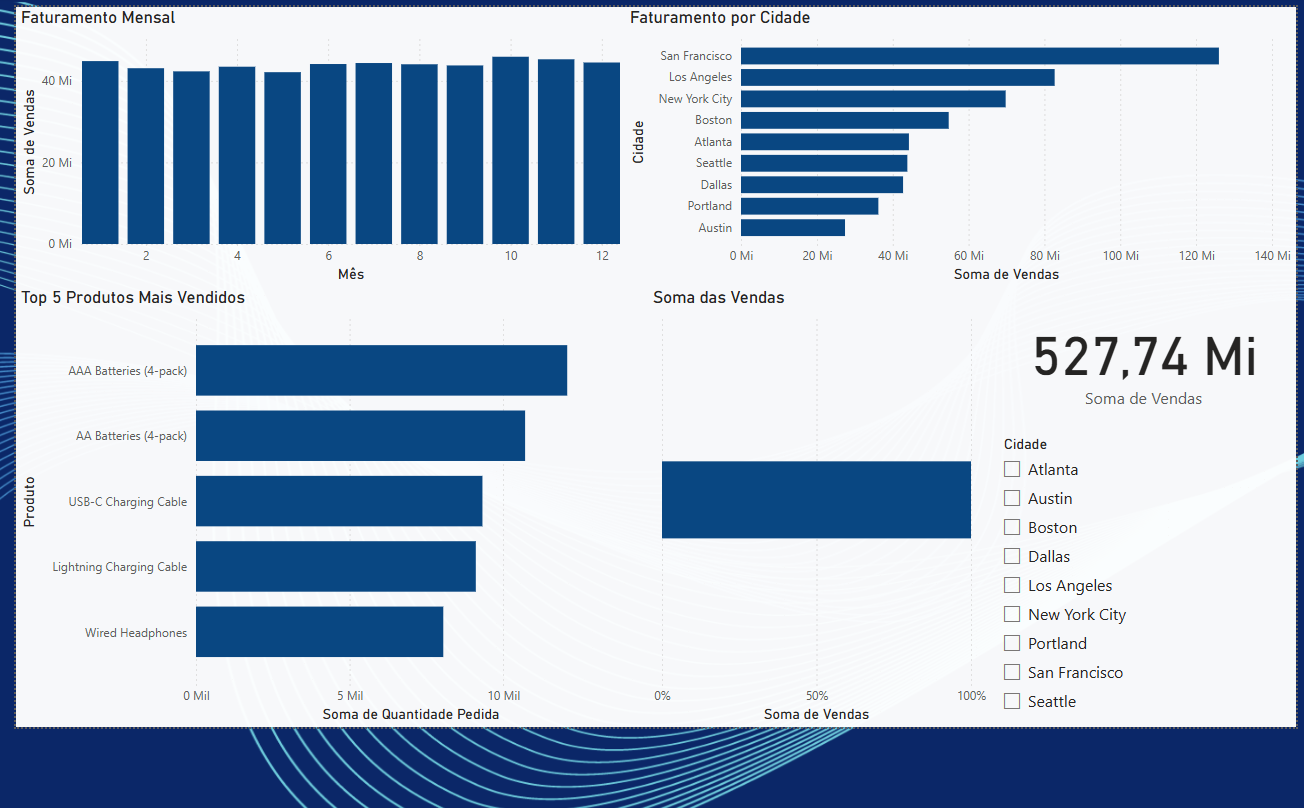 Faturamento Mensal
Soma de Vendas
40 Mi
20 Mi
0 Mi
2 4 6 8 10 12
Mês
Faturamento por Cidade
Cidade
San Francisco
Los Angeles
New York City
Boston
Atlanta
Seattle
Dallas
Portland
Austin
0 Mi 20 Mi 40 Mi 60 Mi 80 Mi 100 Mi 120 Mi 140 Mi
Soma de Vendas
Top 5 Produtos Mais Vendidos
Produto
AAA Batteries (4-pack)
AA Batteries (4-pack)
USB-C Charging Cable
Lightning Charging Cable
Wired Headphones
0 Mil 5 Mil 10 Mil
Soma de Quantidade Pedida
Soma das Vendas
0% 50% 100%
Soma de Vendas
527,74 Mi
Soma de Vendas
Cidade
Atlanta
Austin
Boston
Dallas
Los Angeles
New York City
Portland
San Francisco
Seattle